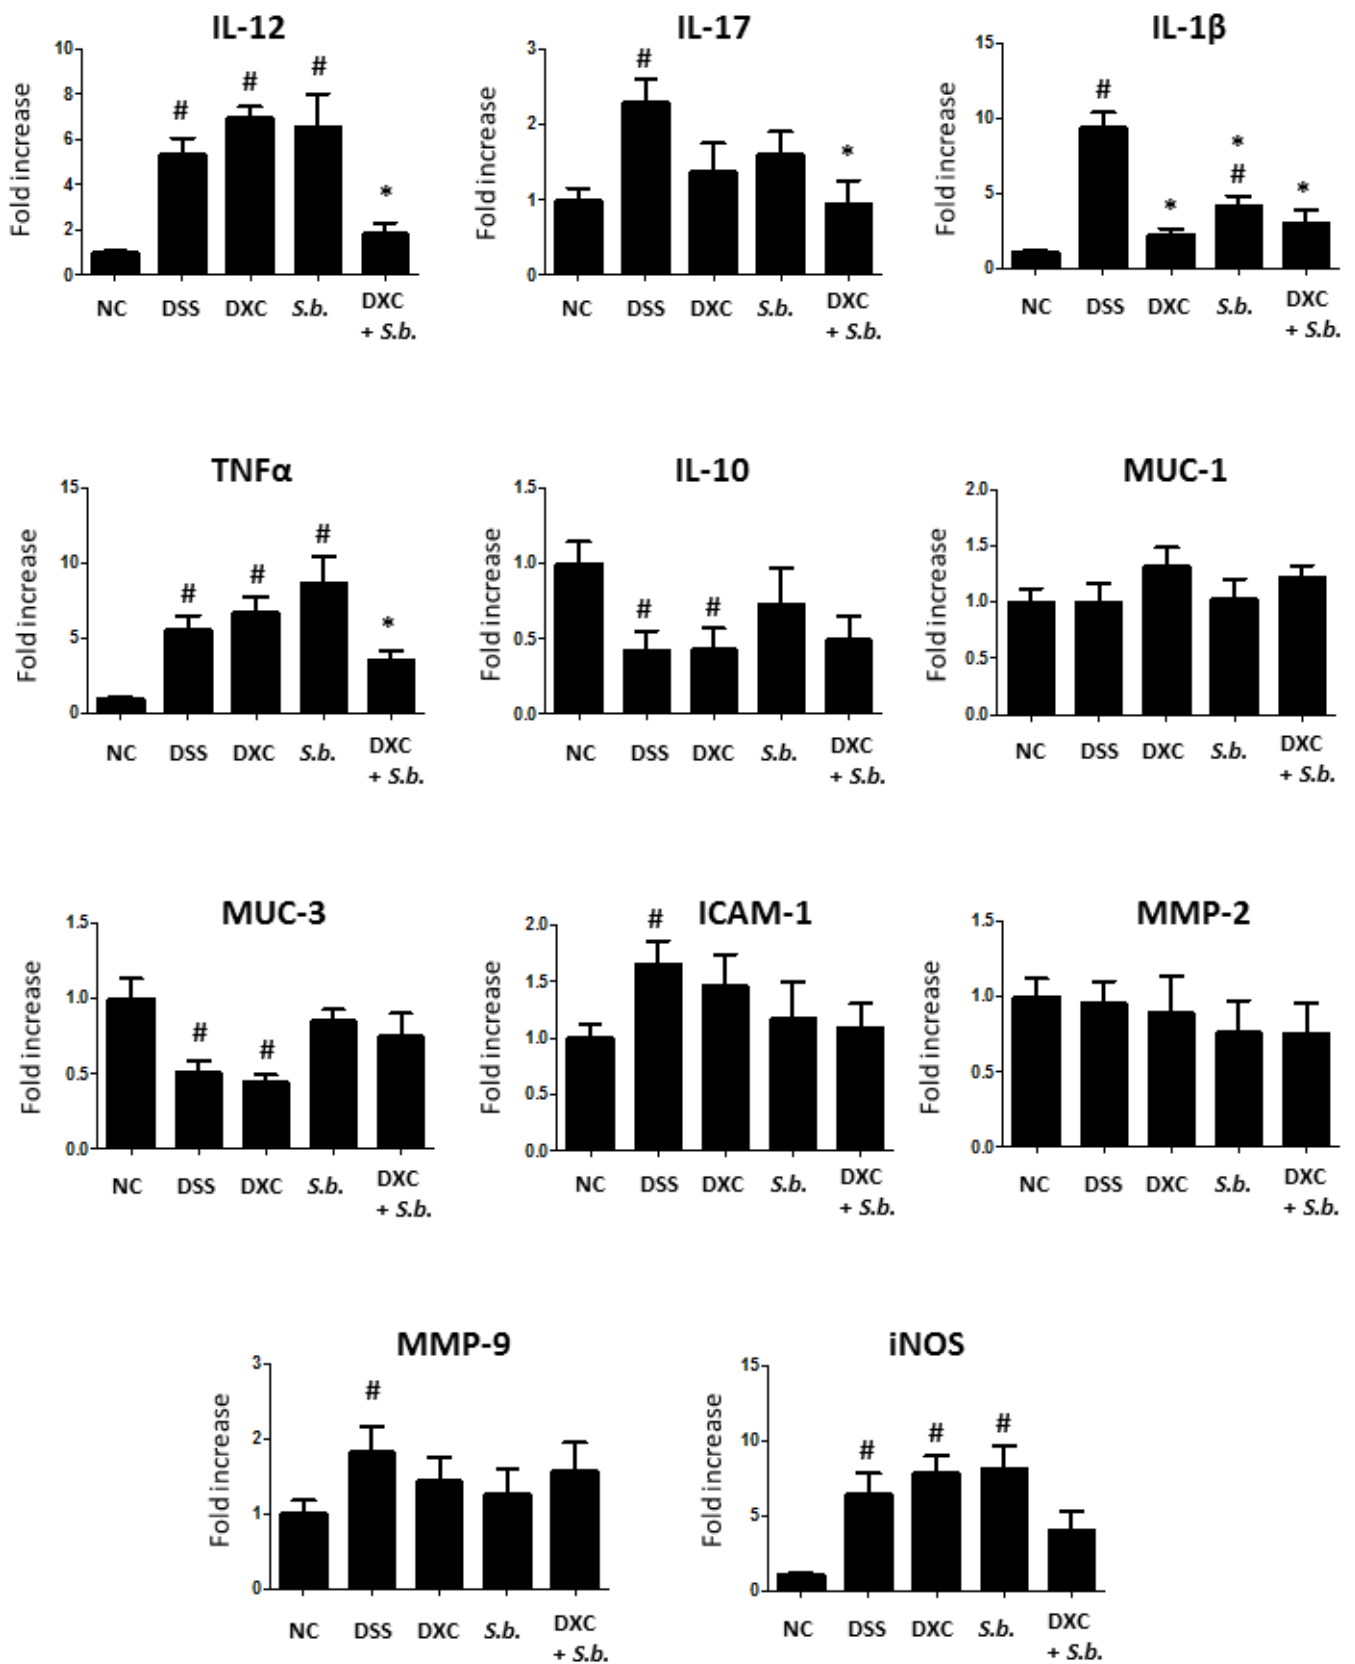 IL-12
10
8
6
4
2
0
Fold increase
#
#
#
*
NC DSS DXC S.b. DXC
+ S.b.
IL-17
3
2
1
0
Fold increase
#
*
NC DSS DXC S.b. DXC
+ S.b.
IL-1β
15
10
5
0
Fold increase
#
*
*
#
*
NC DSS DXC S.b. DXC
+ S.b.
TNFα
15
10
5
0
Fold increase
#
#
#
*
NC DSS DXC S.b. DXC
+ S.b.
IL-10
1.5
1.0
0.5
0.0
Fold increase
#
#
NC DSS DXC S.b. DXC
+ S.b.
MUC-1
2.0
1.5
1.0
0.5
0.0
Fold increase
NC DSS DXC S.b. DXC
+ S.b.
MUC-3
1.5
1.0
0.5
0.0
Fold increase
#
#
NC DSS DXC S.b. DXC
+ S.b.
ICAM-1
2.0
1.5
1.0
0.5
0.0
Fold increase
#
NC DSS DXC S.b. DXC
+ S.b.
MMP-2
1.5
1.0
0.5
0.0
Fold increase
NC DSS DXC S.b. DXC
+ S.b.
MMP-9
3
2
1
0
Fold increase
#
NC DSS DXC S.b. DXC
+ S.b.
iNOS
15
10
5
0
Fold increase
#
#
#
NC DSS DXC S.b. DXC
+ S.b.